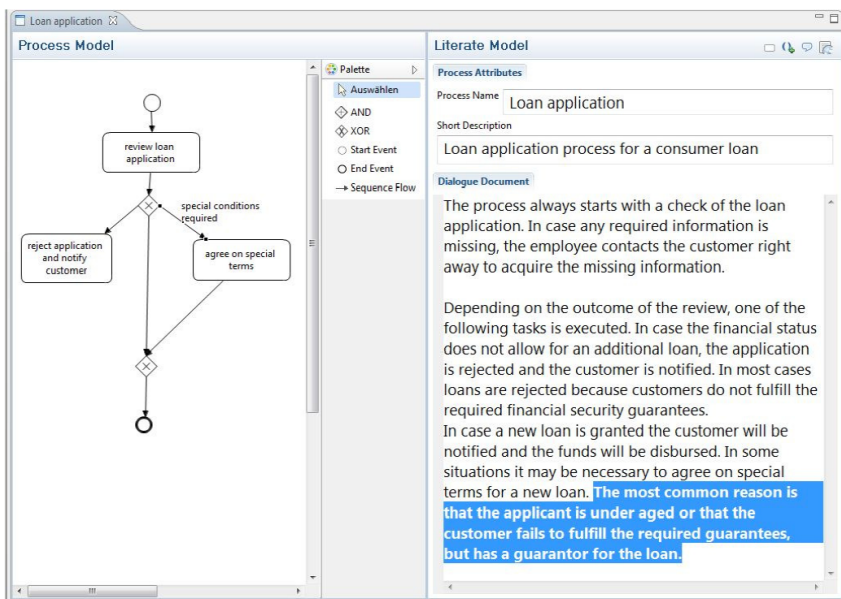 Loan application
Process Model
review loan
application
special conditions
required
reject application
and notify
customer
agree on special
terms
Palette
Auswählen
AND
XOR
Start Event
End Event
Sequence Flow
Literate Model
Process Attributes
Process Name
Loan application
Short Description
Loan application process for a consumer loan
Dialogue Document
The process always starts with a check of the loan
application. In case any required information is
missing, the employee contacts the customer right
away to acquire the missing information.
Depending on the outcome of the review, one of the
following tasks is executed. In case the financial status
does not allow for an additional loan, the application
is rejected and the customer is notified. In most cases
loans are rejected because customers do not fulfill the
required financial security guarantees.
In case a new loan is granted the customer will be
notified and the funds will be disbursed. In some
situations it may be necessary to agree on special
terms for a new loan. The most common reason is
that the applicant is under aged or that the
customer fails to fulfill the required guarantees,
but has a guarantor for the loan.